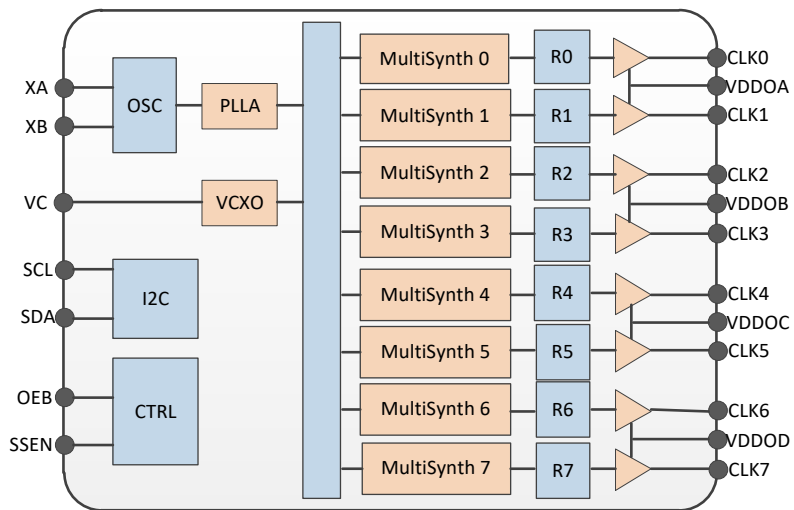 MultiSynth 0 R0 CLK0
XA OSC PLLA VDDOA
XB MultiSynth 1 R1 CLK1
MultiSynth 2 R2 CLK2
VC VCXO VDDOB
MultiSynth 3 R3 CLK3
SCL I2C
MultiSynth 4 R4 CLK4
SDA VDDOC
MultiSynth 5 R5 CLK5
OEB CTRL MultiSynth 6 R6 CLK6
SSEN VDDOD
MultiSynth 7 R7 CLK7